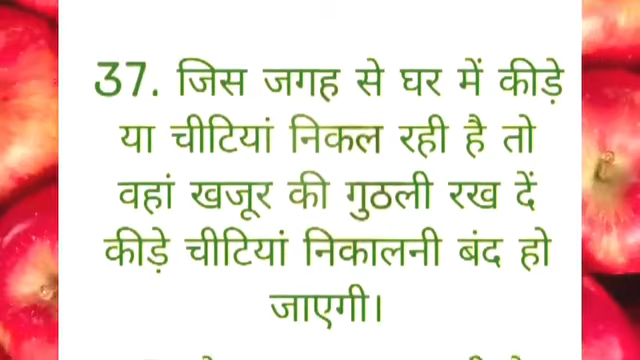 37. जिस जगह से घर में कीड़े
या चीटियां निकल रही है तो
वहां खजूर की गुठली रख दें
कीड़े चीटियां निकालनी बंद हो
जाएगी।